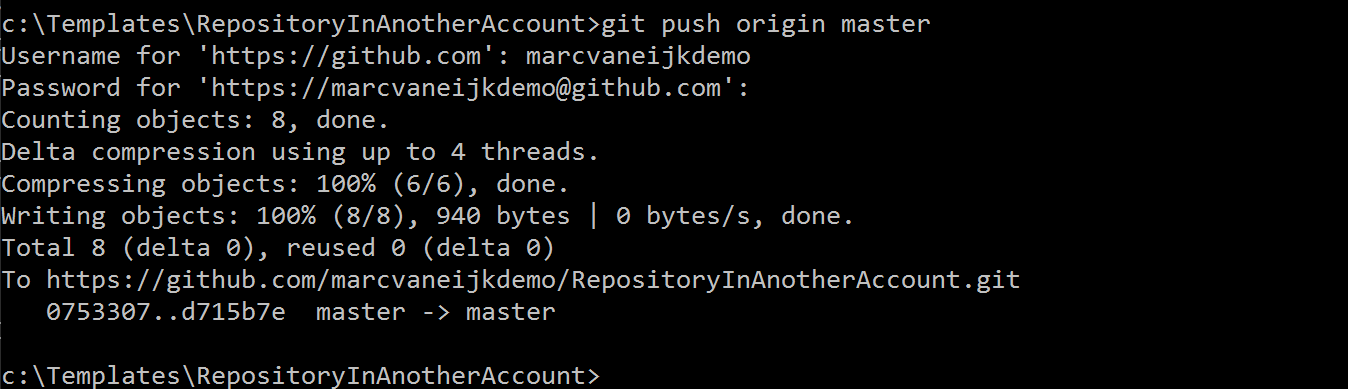 c:\Templates\RepositoryInAnotherAccount>git push origin master
Username for 'https://github.com': marcvaneijkdemo
Password for 'https://marcvaneijkdemo@github.com':
Counting objects: 8, done.
Delta compression using up to 4 threads.
Compressing objects: 100% (6/6), done.
Writing objects: 100% (8/8), 940 bytes | 0 bytes/s, done.
Total 8 (delta 0), reused 0 (delta 0)
To https://github.com/marcvaneijkdemo/RepositoryInAnotherAccount.git
   0753307..d715b7e  master -> master
c:\Templates\RepositoryInAnotherAccount>